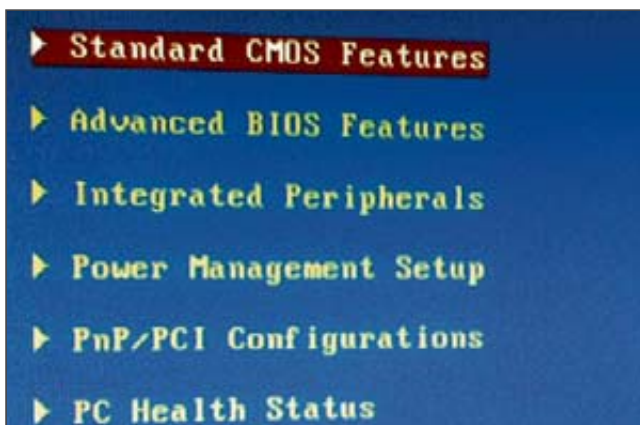 Standard CMOS Features
Advanced BIOS Features
Integrated Peripherals
Power Management Setup
PnP/PCI Configurations
PC Health Status